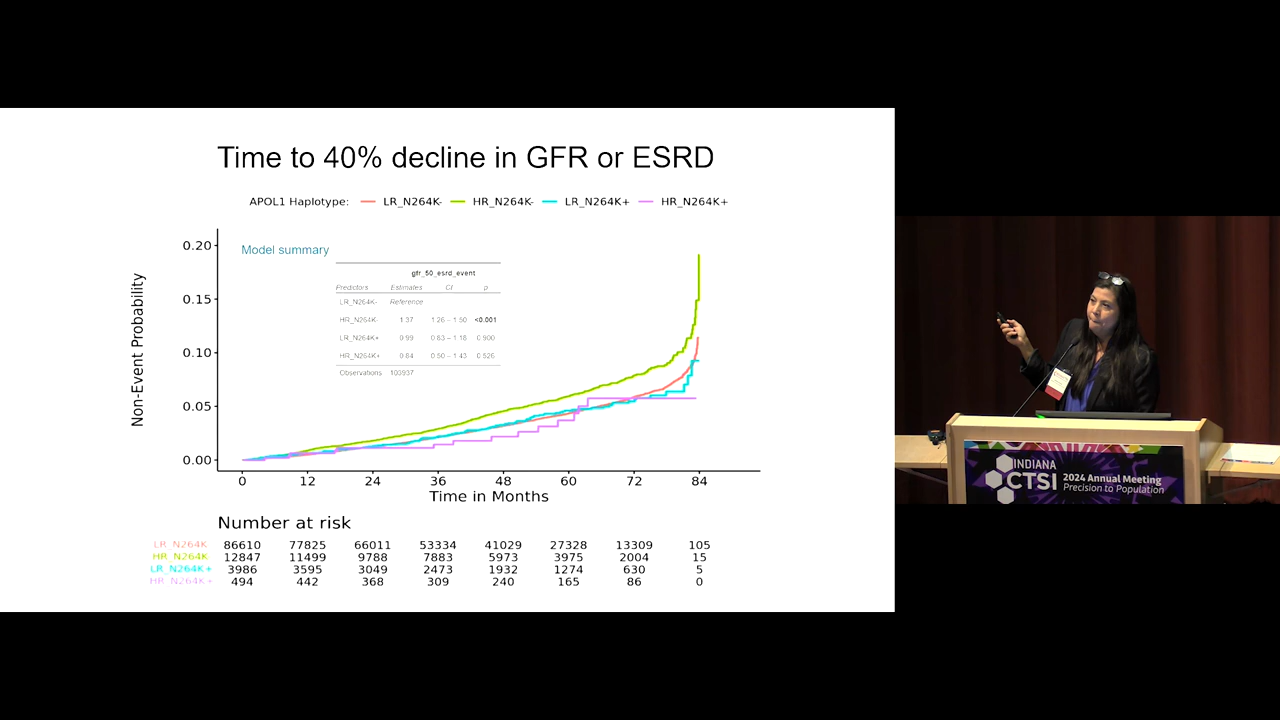 Time to 40% decline in GFR or ESRD
APOL1 Haplotype: LR_N264K- HR_N264K- LR_N264K+ HR_N264K+
Non-Event Probability
0.20
0.15
0.10
0.05
0.00
Model summary
gfr_50_esrd_event
Predictors Estimates CI p
LR_N264K- Reference
HR_N264K- 1.37 1.26 – 1.50 <0.001
LR_N264K+ 0.99 0.83 – 1.18 0.900
HR_N264K+ 0.84 0.50 – 1.43 0.526
Observations 103937
0 12 24 36 48 60 72 84
Time in Months
Number at risk
LR_N264K- 86610 77825 66011 53334 41029 27328 13309 105
HR_N264K- 12847 11499 9788 7883 5973 3975 2004 15
LR_N264K+ 3986 3595 3049 2473 1932 1274 630 5
HR_N264K+ 494 442 368 309 240 165 86 0
INDIANA
CTSI
2024 Annual Meeting
Precision to Population